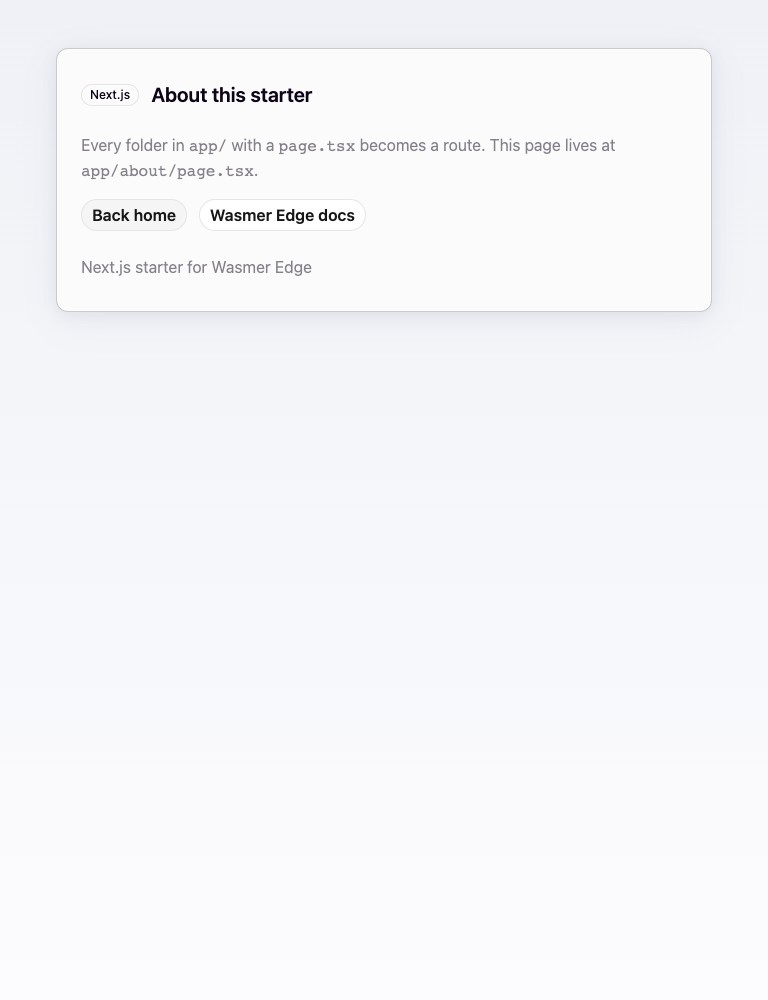 Next.js About this starter
Every folder in app/ with a page.tsx becomes a route. This page lives at
app/about/page.tsx.
Back home Wasmer Edge docs
Next.js starter for Wasmer Edge